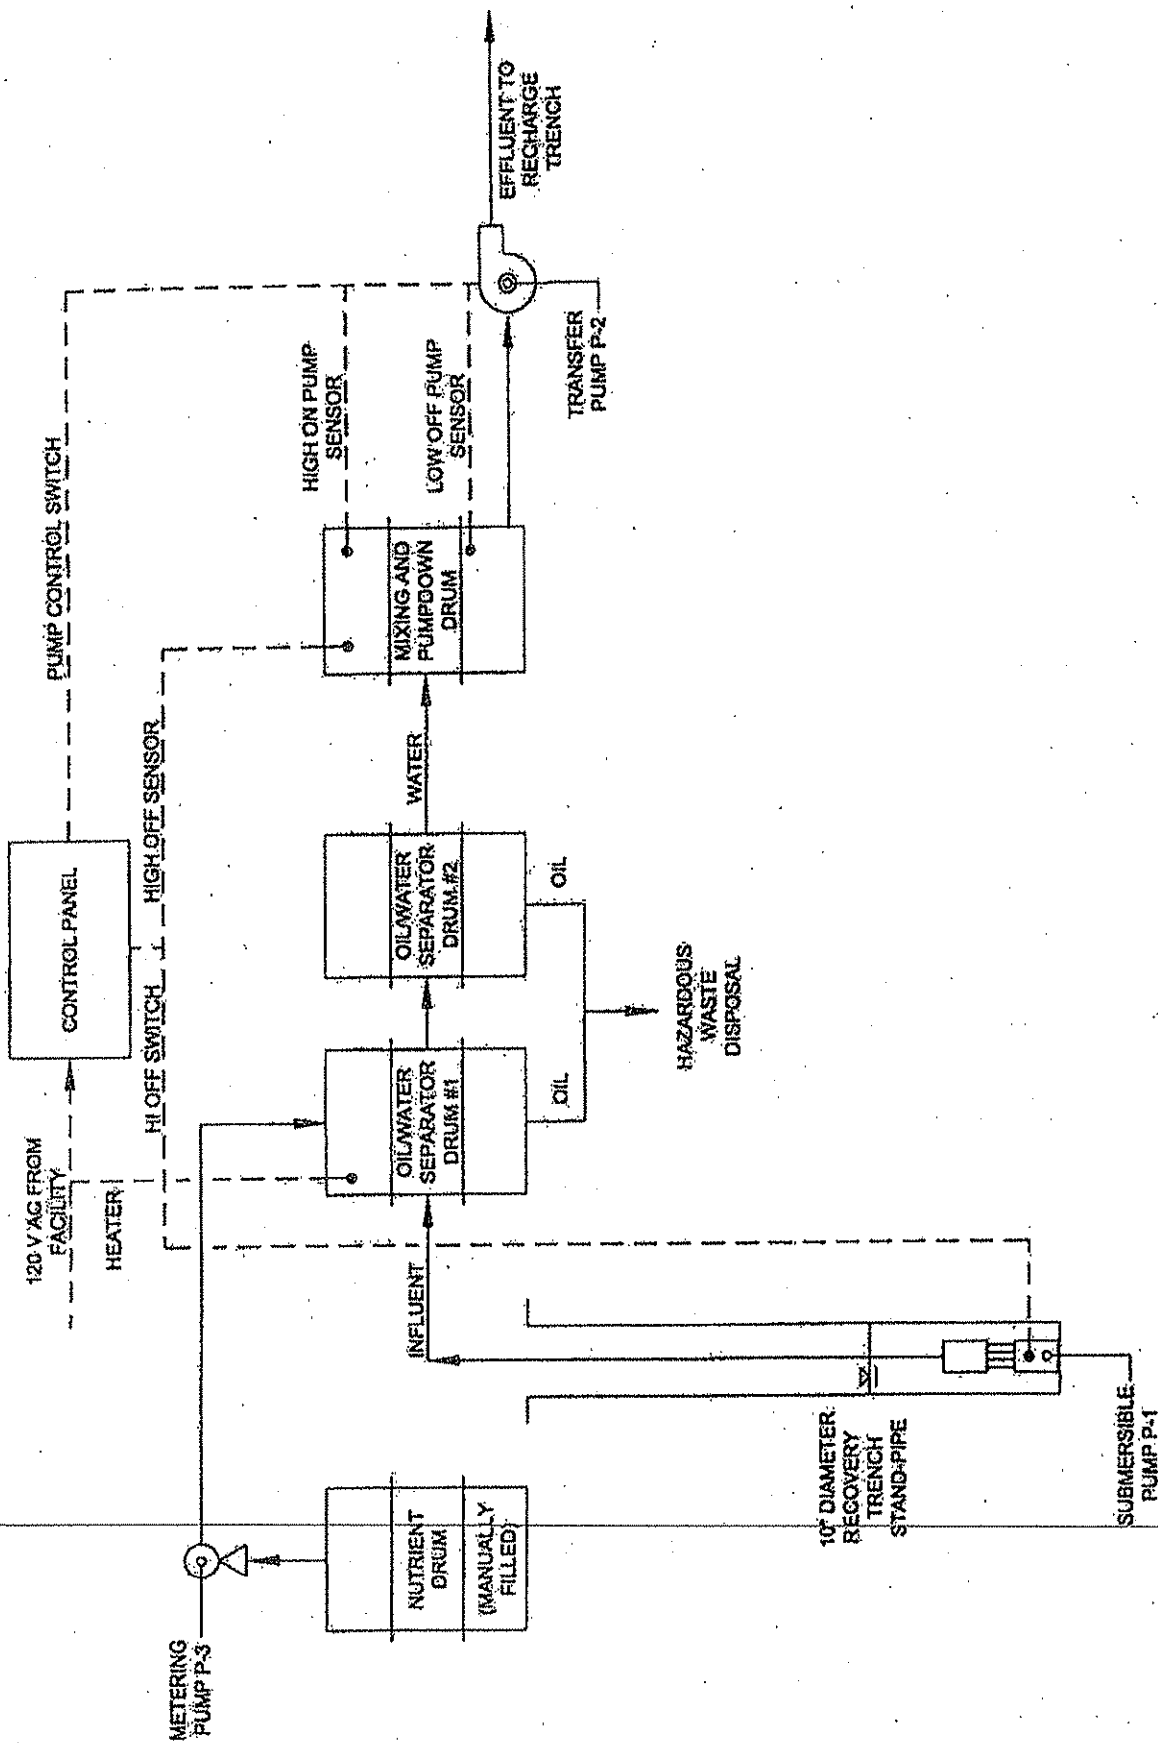 120 V AC FROM
FACILITY
HEATER
CONTROL PANEL
PUMP CONTROL SWITCH
HI OFF SWITCH
HIGH OFF SENSOR
METERING
PUMP P-3
NUTRIENT
DRUM
(MANUALLY
FILLED)
INFLUENT
OIL/WATER
SEPARATOR
DRUM #1
OIL/WATER
SEPARATOR
DRUM #2
WATER
MIXING AND
PUMPDOWN
DRUM
HIGH ON PUMP
SENSOR
LOW OFF PUMP
SENSOR
EFFLUENT TO
RECHARGE
TRENCH
TRANSFER
PUMP P-2
OIL
OIL
HAZARDOUS
WASTE
DISPOSAL
10" DIAMETER
RECOVERY
TRENCH
STAND-PIPE
SUBMERSIBLE
PUMP P-1